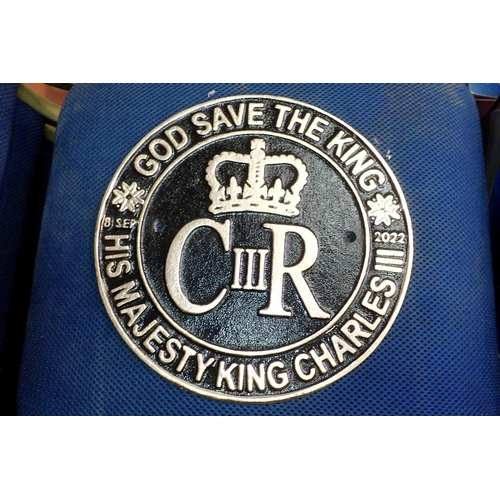 GOD SAVE THE KING
8 SEP
2022
CIIIR
HIS MAJESTY KING CHARLES III